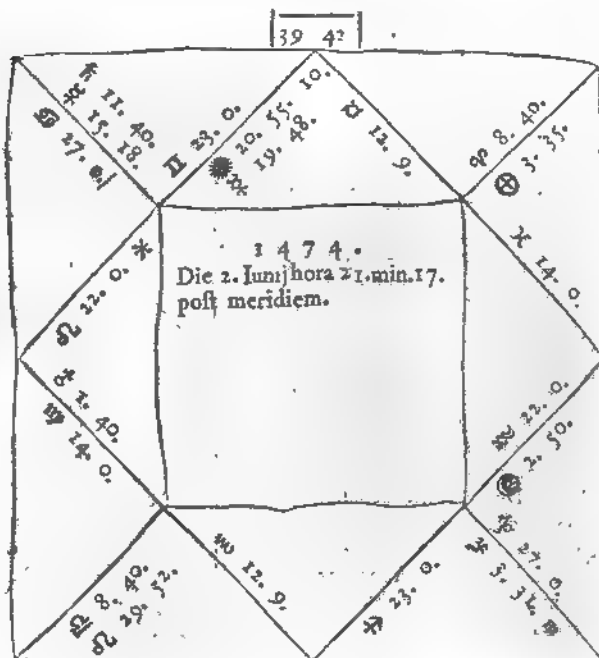 39 42
♊ 23. 0.
20. 55. 10.
19. 48.
♉ 12. 9.
♈ 8. 40.
⊗ 3. 35.
♓ 14. 0.
11. 40.
15. 18.
♋ 27. 0.
♌ 22. 0. ✶
♂ 1. 40.
♍ 14. 0.
1474.
Die 2. Iunij hora 21. min. 17.
post meridiem.
♒ 22. 0.
2. 50.
♑ 27. 0.
♎ 8. 40.
29. 52.
♏ 12. 9.
♐ 23. 0.